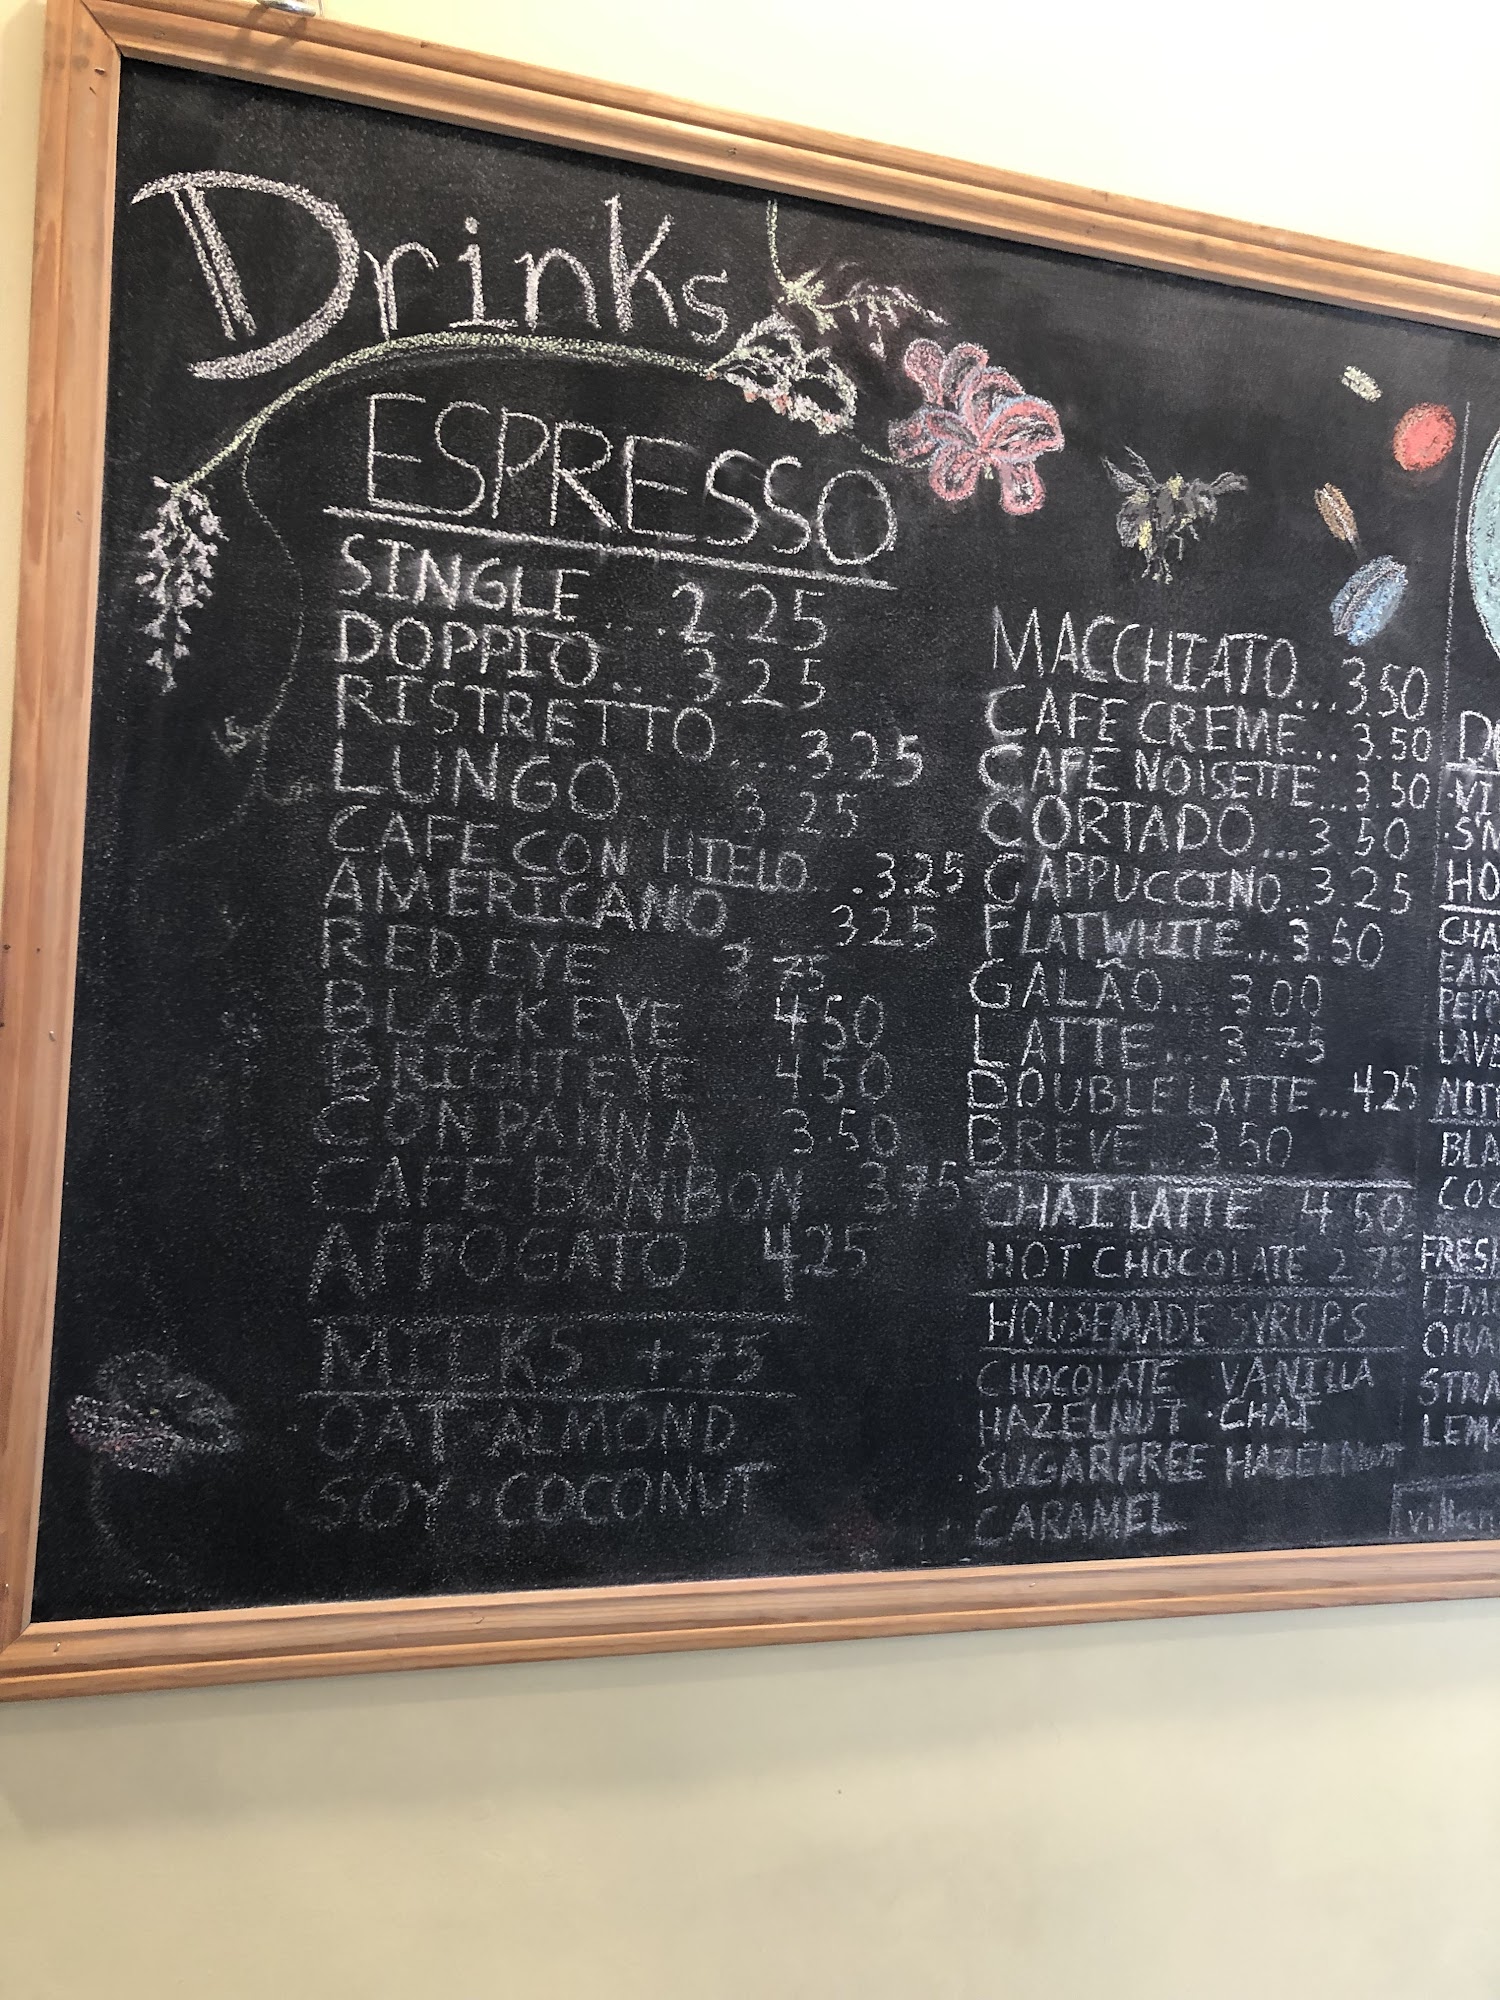 Drinks
ESPRESSO
SINGLE....2.25
DOPPIO...3.25
RISTRETTO....3.25
LUNGO 3.25
CAFE CON HIELO .3.25
AMERICANO 3.25
RED EYE 3.75
BLACK EYE 4.50
BRIGHT EYE 4.50
CON PANNA 3.50
CAFE BOMBON 3.75
AFFOGATO 4.25
MILKS +.75
OAT·ALMOND
SOY·COCONUT
MACCHIATO...3.50
CAFE CREME...3.50
CAFE NOISETTE...3.50
CORTADO...3.50
CAPPUCCINO..3.25
FLAT WHITE...3.50
GALÃO.. 3.00
LATTE... 3.75
DOUBLE LATTE...4.25
BREVE... 3.50
CHAI LATTE 4.50
HOT CHOCOLATE 2.75
HOUSEMADE SYRUPS
CHOCOLATE·VANILLA
HAZELNUT·CHAI
SUGARFREE HAZELNUT
CARAMEL